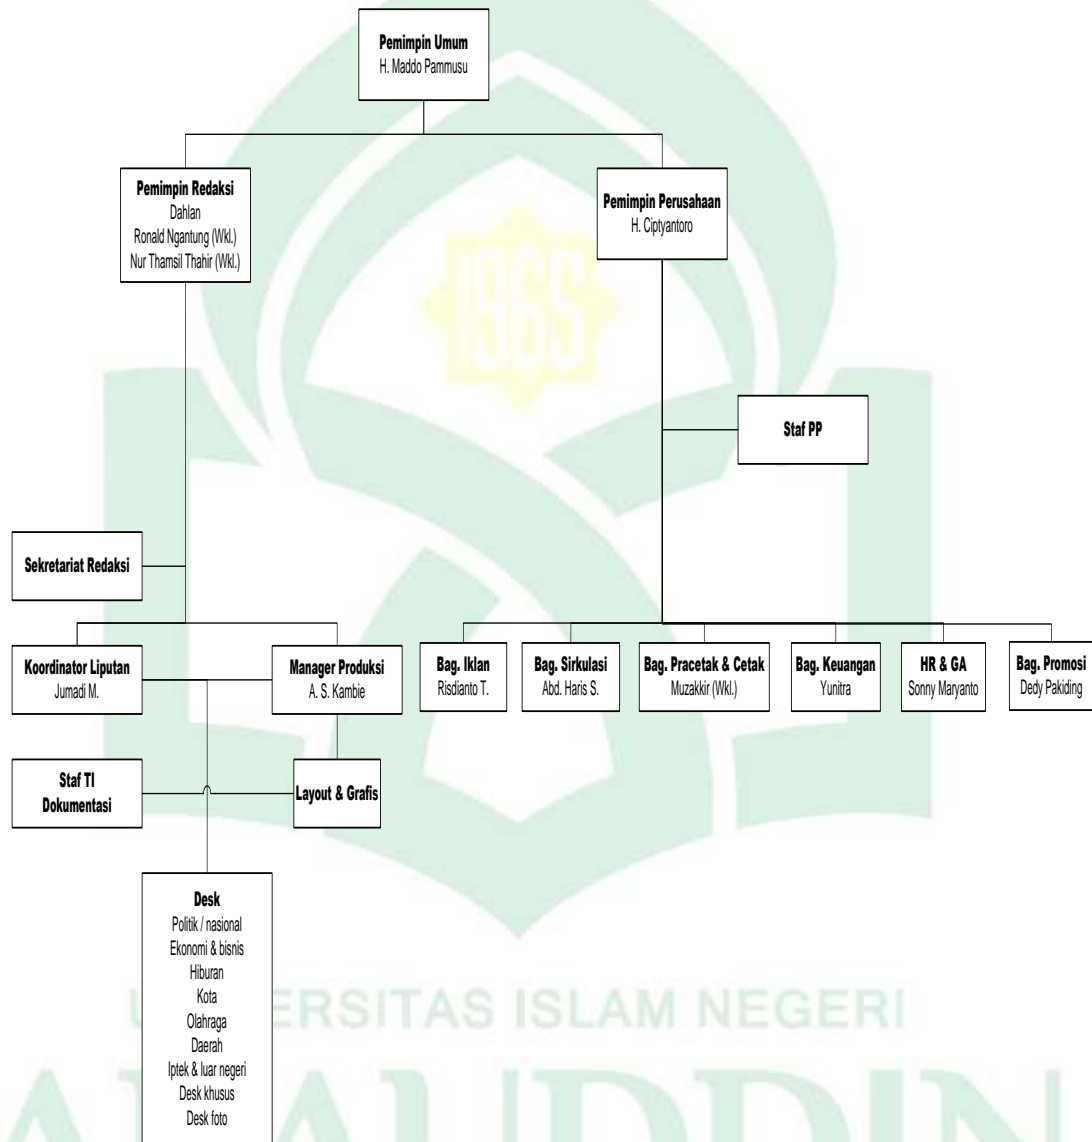 Pemimpin Umum
H. Maddo Pammusu
Pemimpin Redaksi
Dahlan
Ronald Ngantung (Wkl.)
Nur Thamsil Thahir (Wkl.)
Pemimpin Perusahaan
H. Ciptyantoro
1965
Staf PP
Sekretariat Redaksi
Koordinator Liputan
Jumadi M.
Manager Produksi
A. S. Kambie
Bag. Iklan
Risdianto T.
Bag. Sirkulasi
Abd. Haris S.
Bag. Pracetak & Cetak
Muzakkir (Wkl.)
Bag. Keuangan
Yunitra
HR & GA
Sonny Maryanto
Bag. Promosi
Dedy Pakiding
Staf TI
Dokumentasi
Layout & Grafis
Desk
Politik / nasional
Ekonomi & bisnis
Hiburan
Kota
Olahraga
Daerah
Iptek & luar negeri
Desk khusus
Desk foto
ISLAM NEGERI